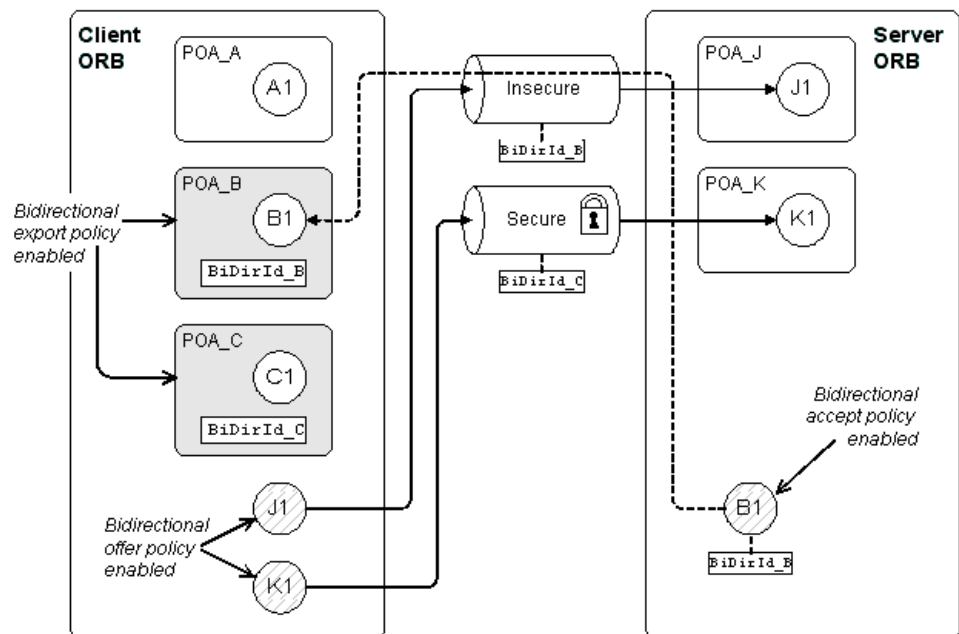 Client
ORB
POA_A
A1
POA_B
B1
BiDirId_B
Bidirectional
export policy
enabled
POA_C
C1
BiDirId_C
J1
Bidirectional
offer policy
enabled
K1
Insecure
BiDirId_B
Secure
BiDirId_C
Server
ORB
POA_J
J1
POA_K
K1
Bidirectional
accept policy
enabled
B1
BiDirId_B